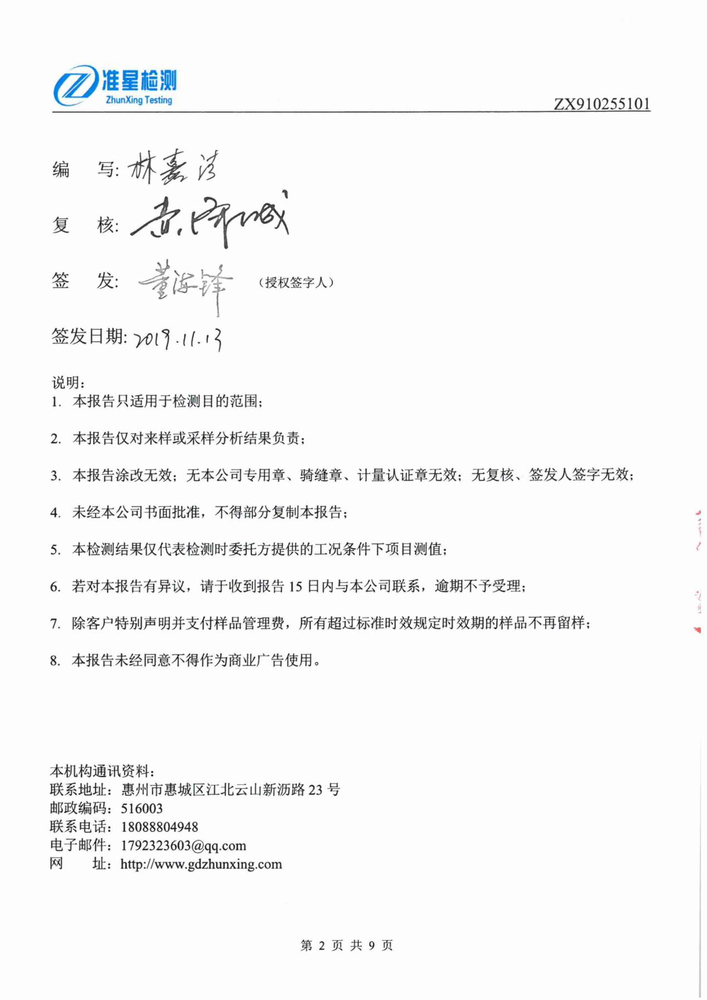 准星检测
ZhunXing Testing
ZX910255101
编 写: 林嘉
复 核:
签 发: 董海锋 （授权签字人）
签发日期: 2019.11.13
说明:
1. 本报告只适用于检测目的范围;
2. 本报告仅对来样或采样分析结果负责;
3. 本报告涂改无效; 无本公司专用章、骑缝章、计量认证章无效; 无复核、签发人签字无效;
4. 未经本公司书面批准，不得部分复制本报告;
5. 本检测结果仅代表检测时委托方提供的工况条件下项目测值;
6. 若对本报告有异议，请于收到报告 15 日内与本公司联系，逾期不予受理;
7. 除客户特别声明并支付样品管理费，所有超过标准时效规定时效期的样品不再留样;
8. 本报告未经同意不得作为商业广告使用。
本机构通讯资料:
联系地址: 惠州市惠城区江北云山新沥路 23 号
邮政编码: 516003
联系电话: 18088804948
电子邮件: 1792323603@qq.com
网 址: http://www.gdzhunxing.com
第 2 页 共 9 页